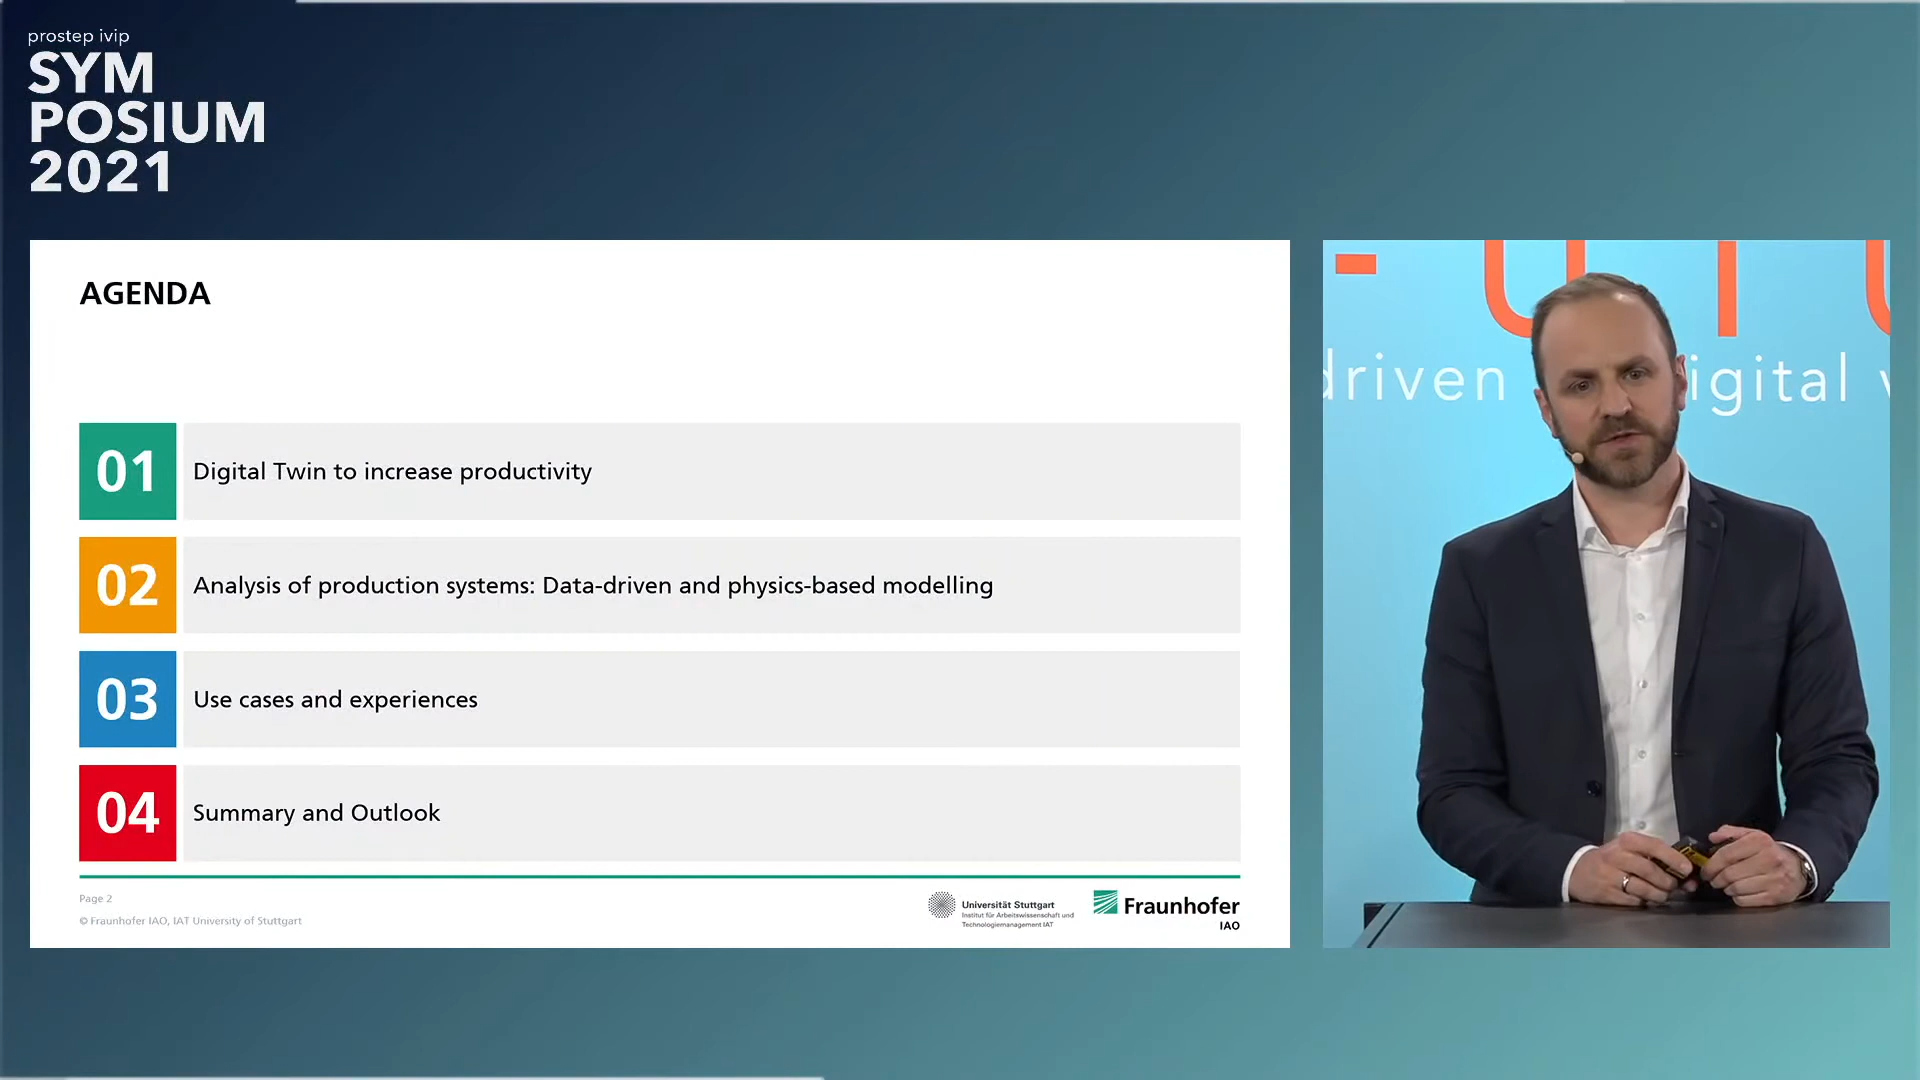 prostep ivip
SYM
POSIUM
2021
AGENDA
01 Digital Twin to increase productivity
02 Analysis of production systems: Data-driven and physics-based modelling
03 Use cases and experiences
04 Summary and Outlook
Page 2
© Fraunhofer IAO, IAT University of Stuttgart
Universität Stuttgart
Institut für Arbeitswissenschaft und
Technologiemanagement IAT
Fraunhofer
IAO
driven
igital